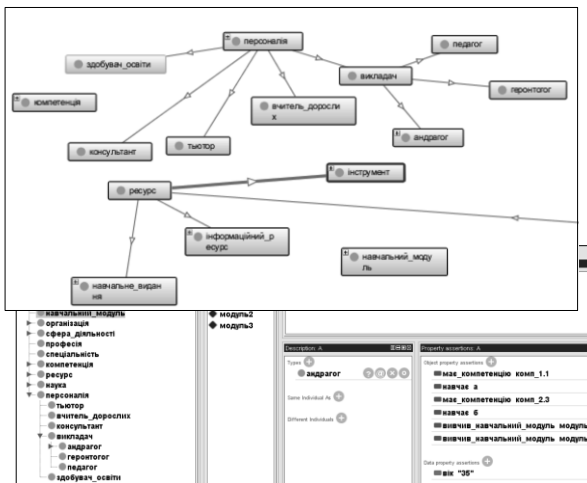 персоналія
педагог
здобувач_освіти
викладач
геронтогог
компетенція
вчитель_доросли
х
андрагог
консультант
тьютор
інструмент
ресурс
інформаційний_р
есурс
навчальний_моду
ль
навчальне_видан
ня
навчальний_модуль
організація
сфера_діяльності
професія
спеціальність
компетенція
ресурс
наука
персоналія
тьютор
вчитель_дорослих
консультант
викладач
андрагог
геронтогог
педагог
здобувач_освіти
модуль2
модуль3
Description: A
Types
андрагог
Same Individual As
Different Individuals
Property assertions: A
Object property assertions
має_компетенцію комп_1.1
навчає а
має_компетенцію комп_2.3
навчає б
вивчив_навчальний_модуль модуль
вивчив_навчальний_модуль модуль
Data property assertions
вік "35"